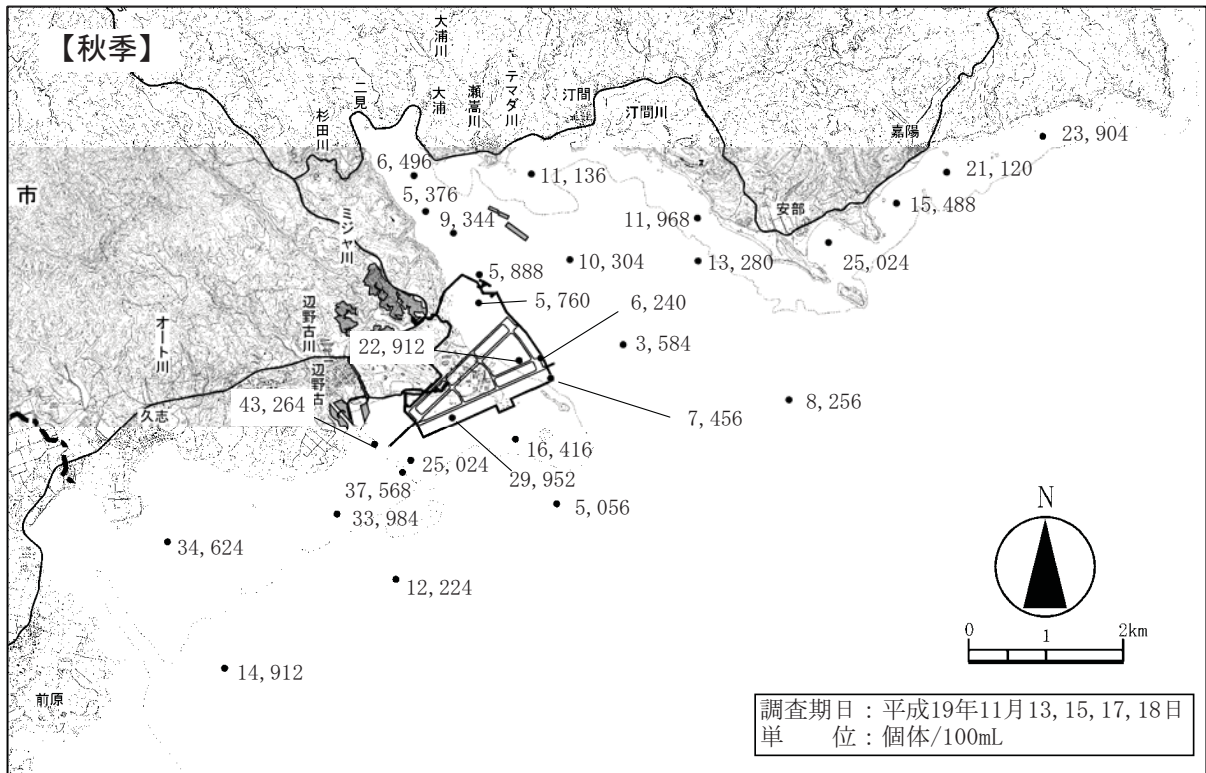 【秋季】
大浦川
テマダ川
瀬嵩川
大浦
二見
杉田川
汀間
汀間川
嘉陽
安部
市
ミジャ川
辺野古川
辺野古
オート川
久志
前原
23,904
21,120
15,488
25,024
6,496
5,376
9,344
11,136
11,968
13,280
10,304
5,888
5,760
6,240
3,584
22,912
8,256
7,456
43,264
16,416
25,024
29,952
37,568
5,056
33,984
34,624
12,224
14,912
N
0 1 2km
調査期日：平成19年11月13,15,17,18日
単　　位：個体/100mL